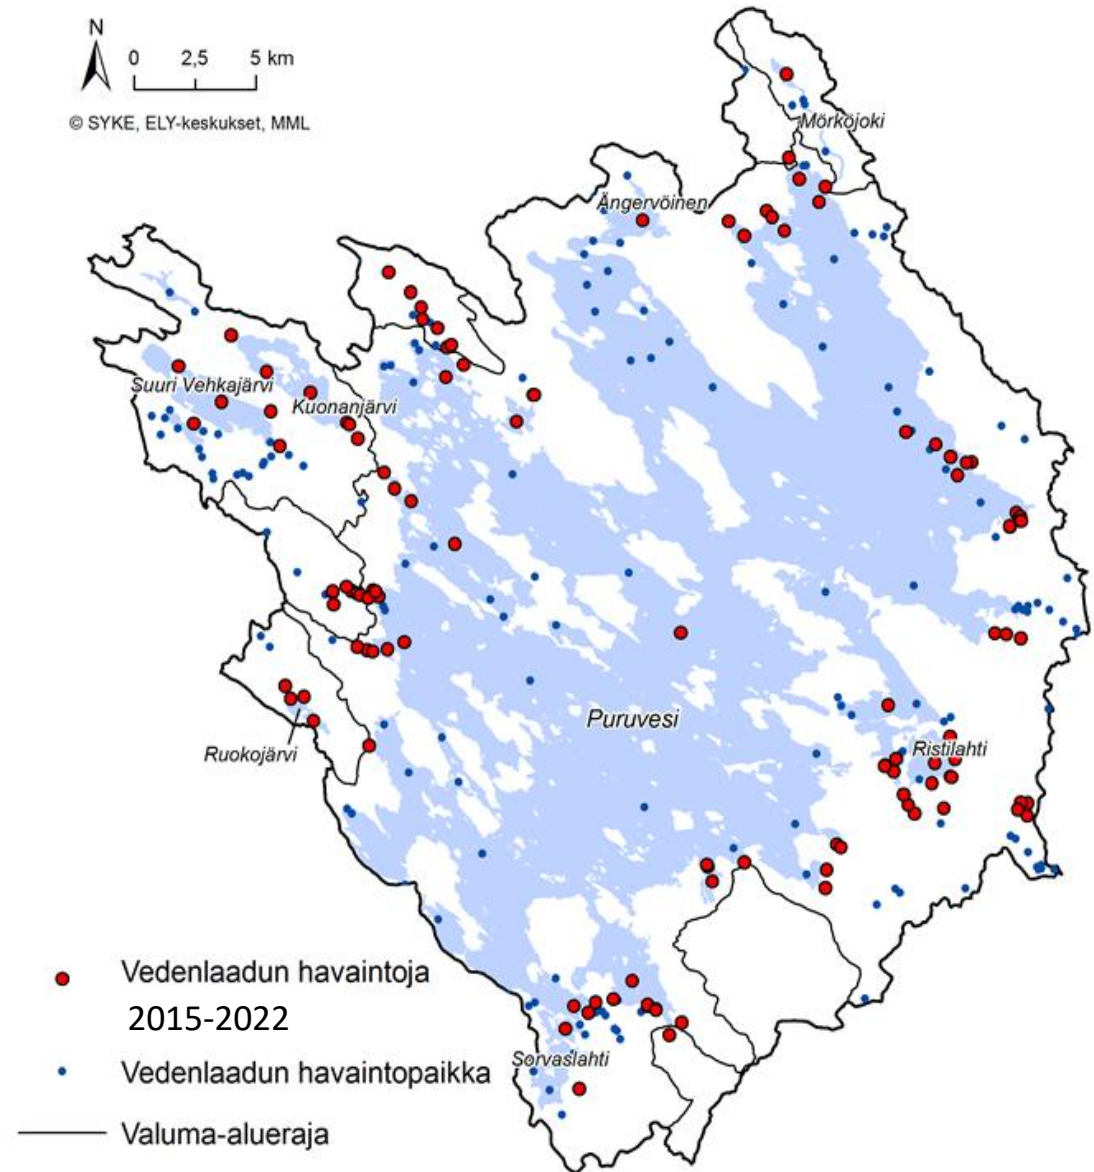 N
0 2,5 5 km
© SYKE, ELY-keskukset, MML
Mörköjoki
Ängervöinen
Suuri Vehkajärvi
Kuonanjärvi
Puruvesi
Ristilahti
Ruokojärvi
Sorvaslahti
Vedenlaadun havaintoja
2015-2022
Vedenlaadun havaintopaikka
Valuma-alueraja